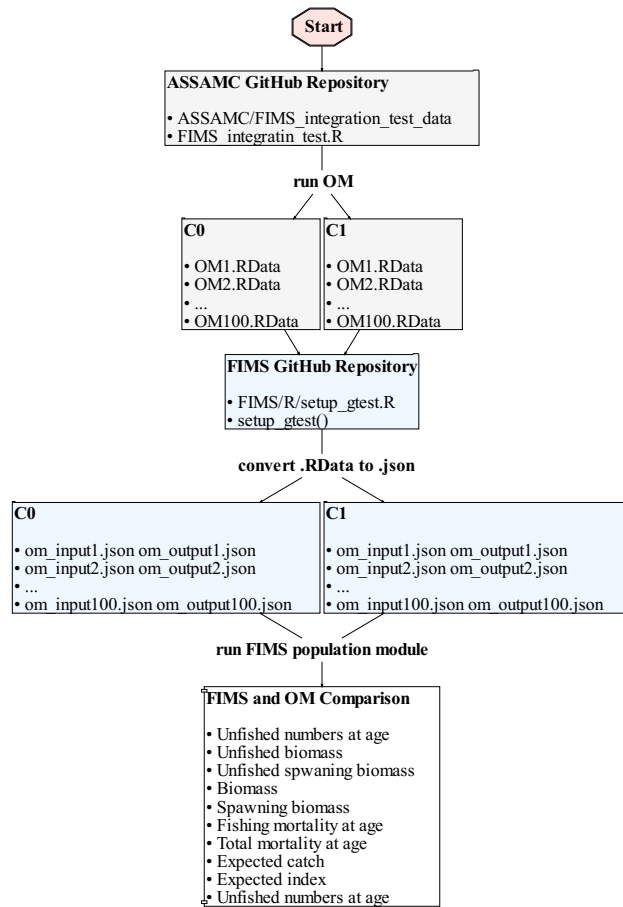 Start
ASSAMC GitHub Repository
• ASSAMC/FIMS_integration_test_data
• FIMS_integratin_test.R
run OM
C0
• OM1.RData
• OM2.RData
• ...
• OM100.RData
C1
• OM1.RData
• OM2.RData
• ...
• OM100.RData
FIMS GitHub Repository
• FIMS/R/setup_gtest.R
• setup_gtest()
convert .RData to .json
C0
• om_input1.json om_output1.json
• om_input2.json om_output2.json
• ...
• om_input100.json om_output100.json
C1
• om_input1.json om_output1.json
• om_input2.json om_output2.json
• ...
• om_input100.json om_output100.json
run FIMS population module
FIMS and OM Comparison
• Unfished numbers at age
• Unfished biomass
• Unfished spwaning biomass
• Biomass
• Spawning biomass
• Fishing mortality at age
• Total mortality at age
• Expected catch
• Expected index
• Unfished numbers at age